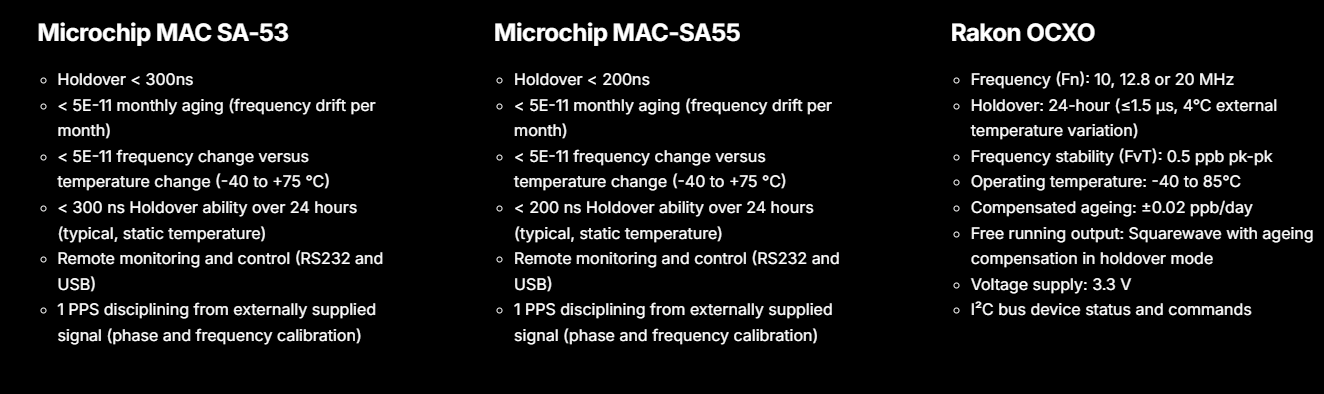 Microchip MAC SA-53
Holdover < 300ns
< 5E-11 monthly aging (frequency drift per
month)
< 5E-11 frequency change versus
temperature change (-40 to +75 °C)
< 300 ns Holdover ability over 24 hours
(typical, static temperature)
Remote monitoring and control (RS232 and
USB)
1 PPS disciplining from externally supplied
signal (phase and frequency calibration)
Microchip MAC-SA55
Holdover < 200ns
< 5E-11 monthly aging (frequency drift per
month)
< 5E-11 frequency change versus
temperature change (-40 to +75 °C)
< 200 ns Holdover ability over 24 hours
(typical, static temperature)
Remote monitoring and control (RS232 and
USB)
1 PPS disciplining from externally supplied
signal (phase and frequency calibration)
Rakon OCXO
Frequency (Fn): 10, 12.8 or 20 MHz
Holdover: 24-hour (≤1.5 µs, 4°C external
temperature variation)
Frequency stability (FvT): 0.5 ppb pk-pk
Operating temperature: -40 to 85°C
Compensated ageing: ±0.02 ppb/day
Free running output: Squarewave with ageing
compensation in holdover mode
Voltage supply: 3.3 V
I²C bus device status and commands